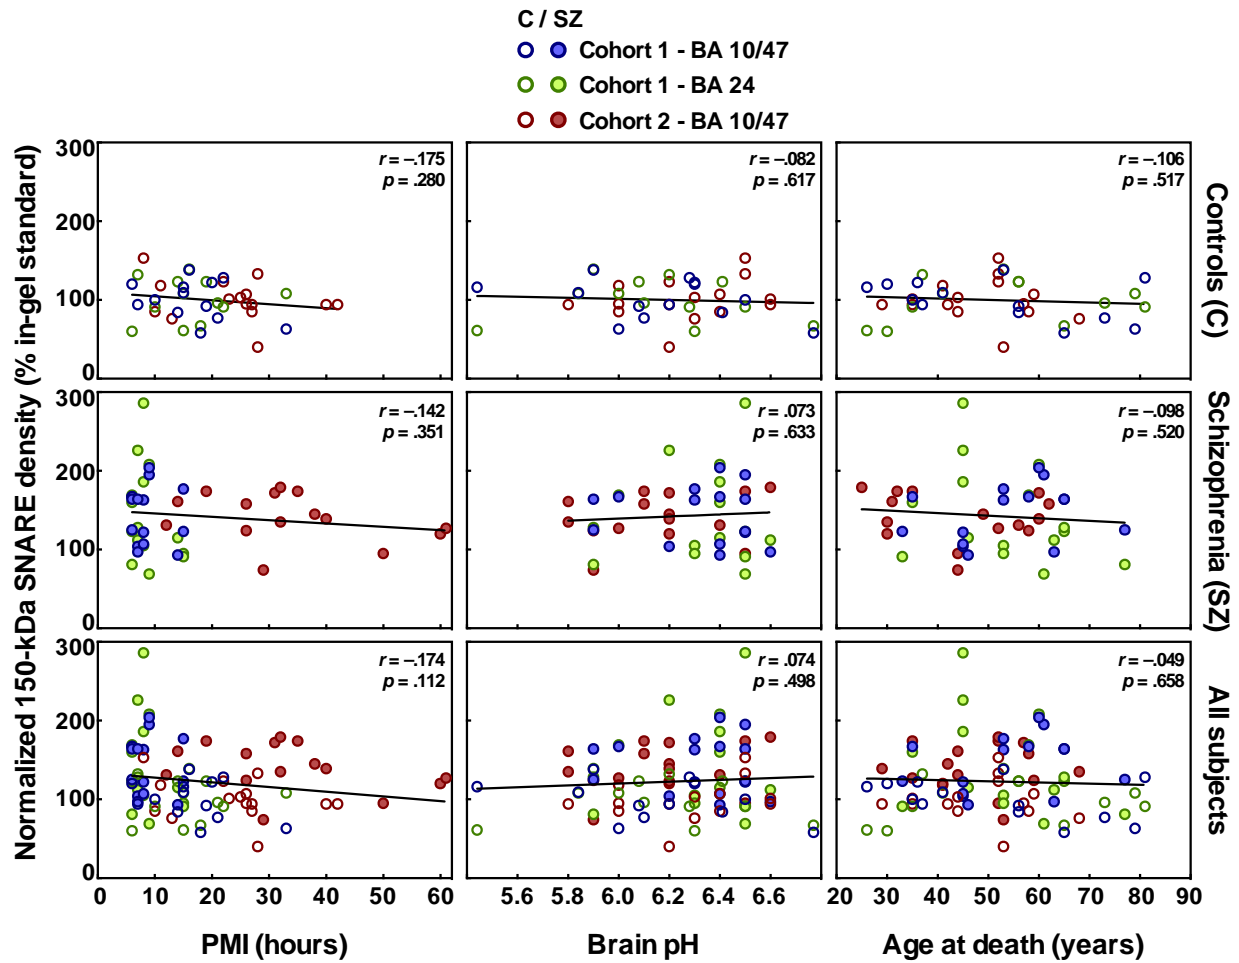 C / SZ
Cohort 1 - BA 10/47
Cohort 1 - BA 24
Cohort 2 - BA 10/47
Normalized 150-kDa SNARE density (% in-gel standard)
300
200
100
0
r = –.175
p = .280
r = –.082
p = .617
r = –.106
p = .517
Controls (C)
300
200
100
0
r = –.142
p = .351
r = .073
p = .633
r = –.098
p = .520
Schizophrenia (SZ)
300
200
100
0
r = –.174
p = .112
r = .074
p = .498
r = –.049
p = .658
All subjects
0 10 20 30 40 50 60
5.6 5.8 6.0 6.2 6.4 6.6
20 30 40 50 60 70 80 90
PMI (hours)
Brain pH
Age at death (years)